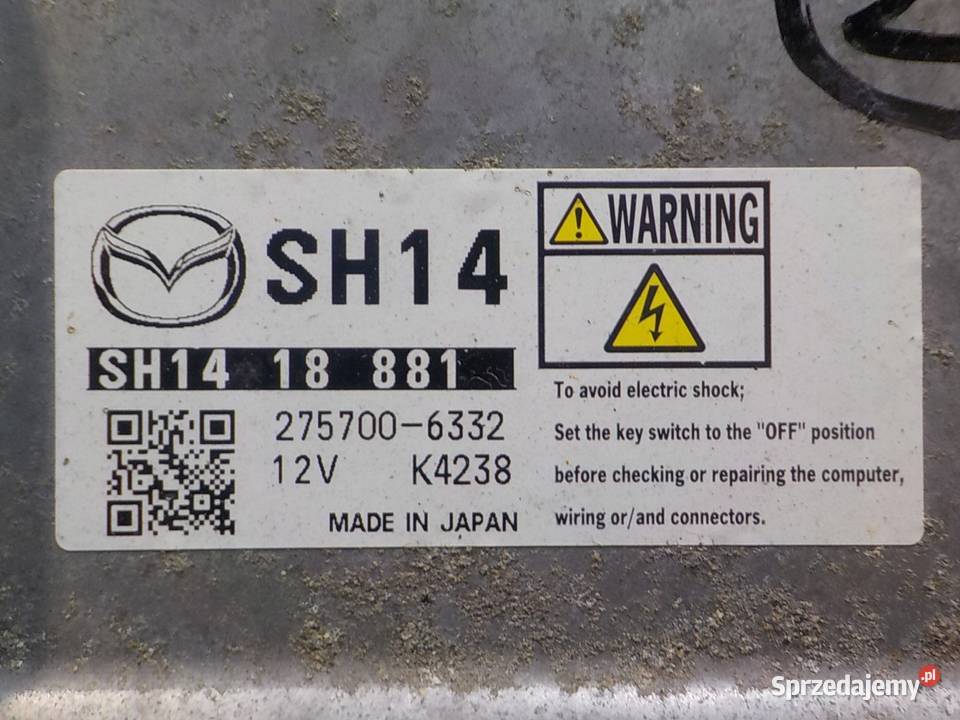 SH14
SH14 18 881
275700-6332
12V K4238
MADE IN JAPAN
WARNING
To avoid electric shock;
Set the key switch to the "OFF" position
before checking or repairing the computer,
wiring or/and connectors.
Sprzedajemy.pl